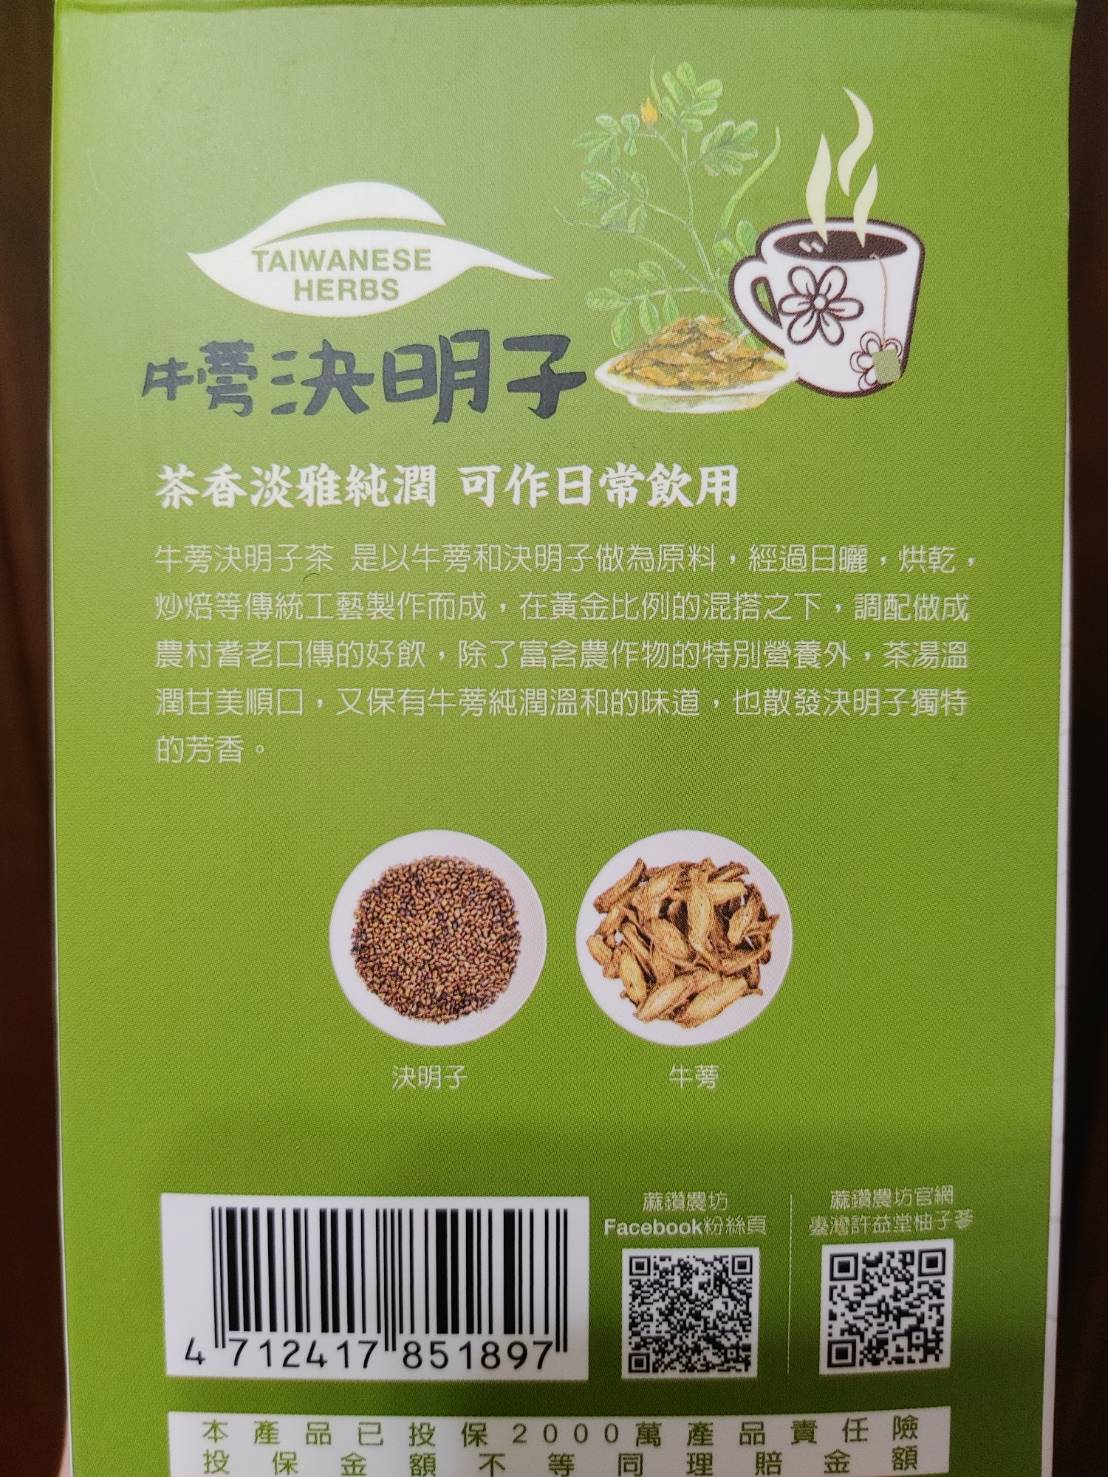 TAIWANESE
HERBS
牛蒡決明子
茶香淡雅純潤 可作日常飲用
牛蒡決明子茶 是以牛蒡和決明子做為原料，經過日曬，烘乾，
炒焙等傳統工藝製作而成，在黃金比例的混搭之下，調配做成
農村耆老口傳的好飲，除了富含農作物的特別營養外，茶湯溫
潤甘美順口，又保有牛蒡純潤溫和的味道，也散發決明子獨特
的芳香。
決明子
牛蒡
蔴鑽農坊
Facebook粉絲頁
蔴鑽農坊官網
臺灣許益堂柚子蔘
4 712417 851897
本產品已投保2000萬產品責任險
投保金額不等同理賠金額